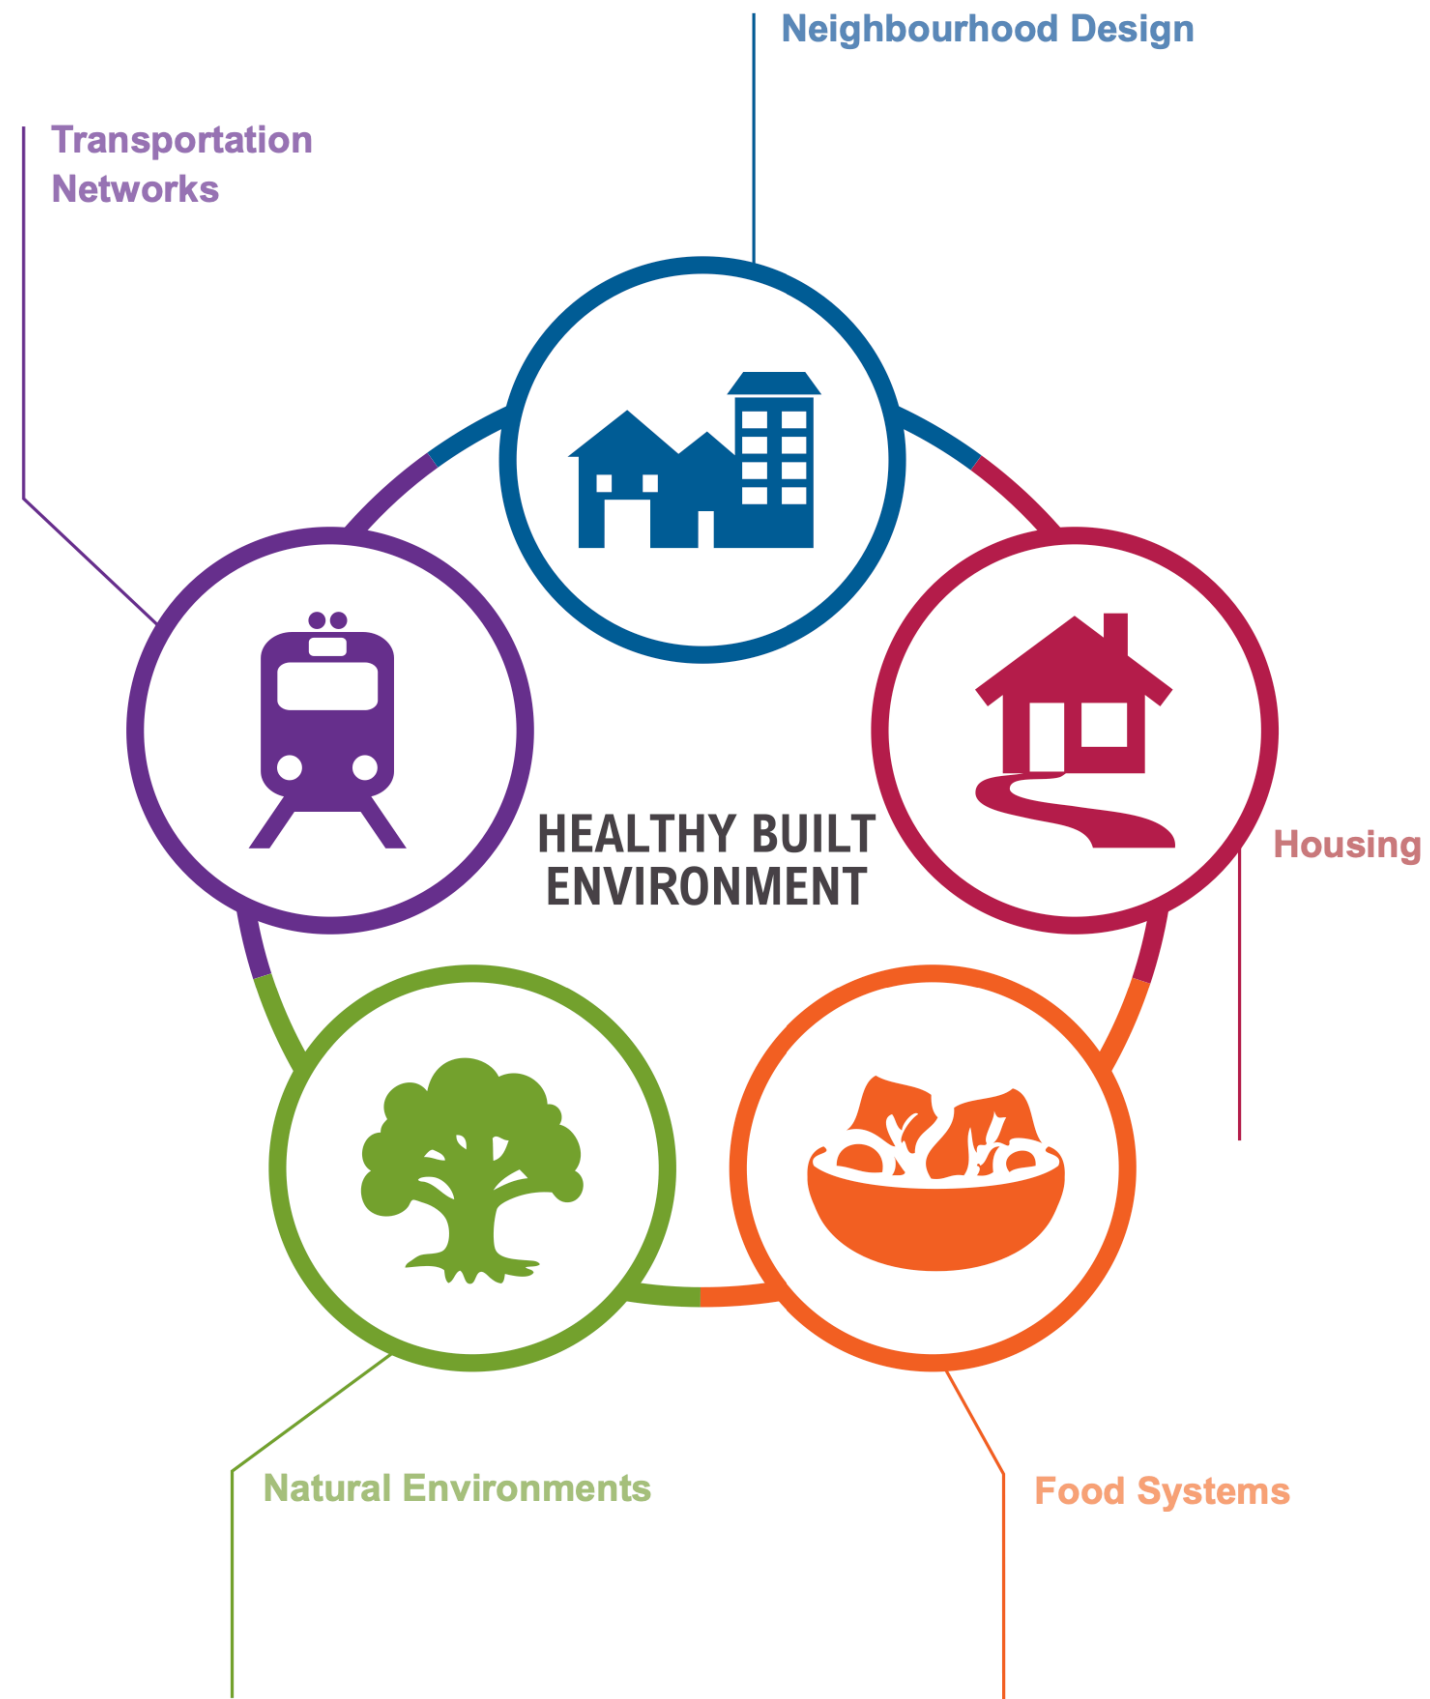 Neighbourhood Design
Transportation
Networks
HEALTHY BUILT
ENVIRONMENT
Housing
Natural Environments
Food Systems